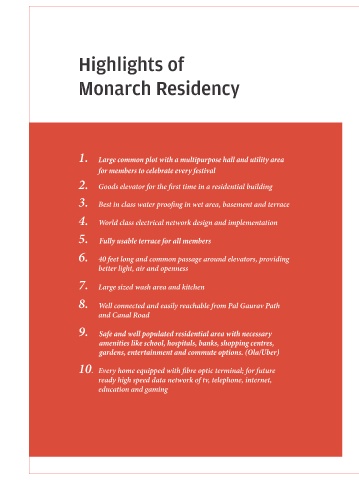 Highlights of
Monarch Residency
1. Large common plot with a multipurpose hall and utility area
for members to celebrate every festival
2. Goods elevator for the first time in a residential building
3. Best in class water proofing in wet area, basement and terrace
4. World class electrical network design and implementation
5. Fully usable terrace for all members
6. 40 feet long and common passage around elevators, providing
better light, air and openness
7. Large sized wash area and kitchen
8. Well connected and easily reachable from Pal Gaurav Path
and Canal Road
9. Safe and well populated residential area with necessary
amenities like school, hospitals, banks, shopping centres,
gardens, entertainment and commute options. (Ola/Uber)
10. Every home equipped with fibre optic terminal; for future
ready high speed data network of tv, telephone, internet,
education and gaming